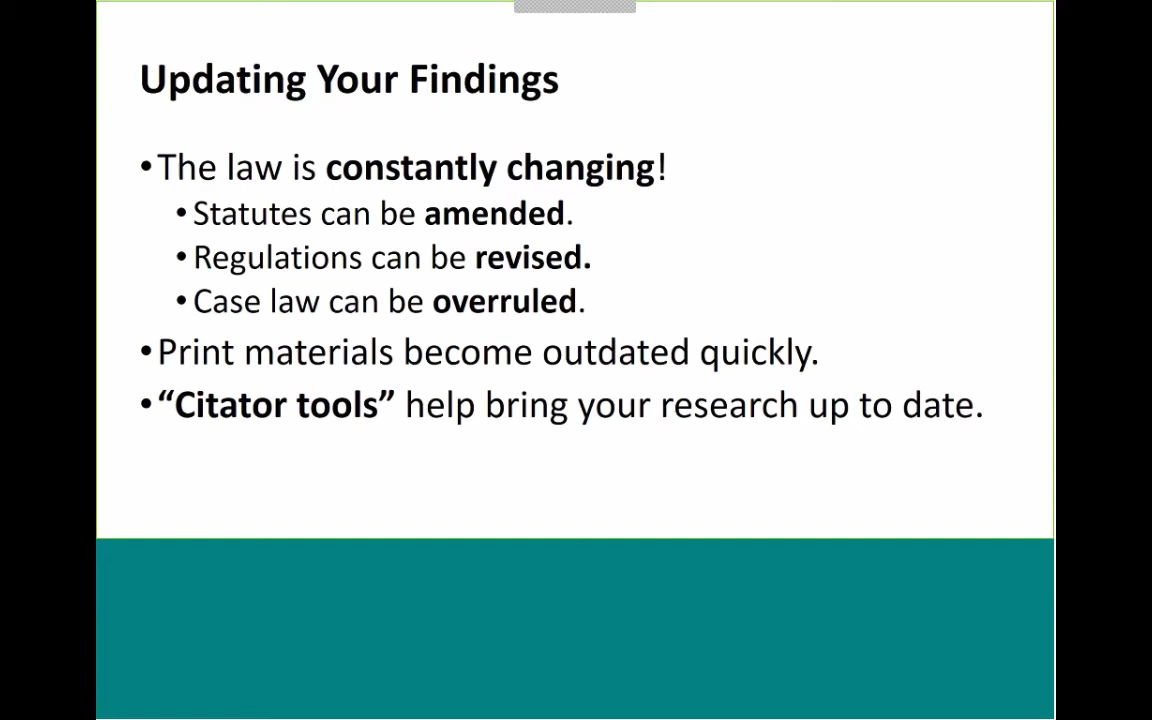 Updating Your Findings
•The law is constantly changing!
•Statutes can be amended.
•Regulations can be revised.
•Case law can be overruled.
•Print materials become outdated quickly.
•“Citator tools” help bring your research up to date.